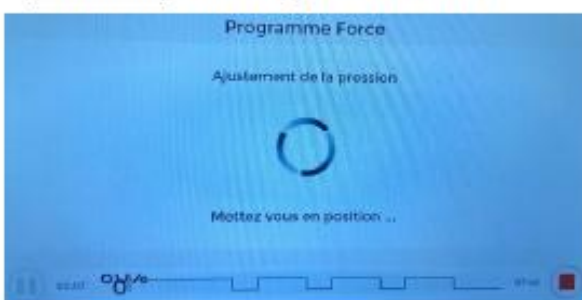 Programme Force
Ajustement de la pression
Mettez vous en position ...